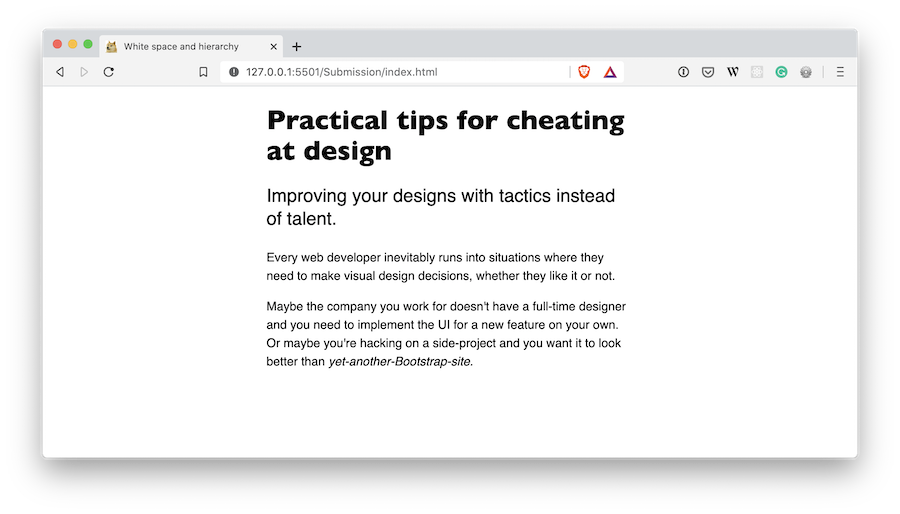 White space and hierarchy
127.0.0.1:5501/Submission/index.html
W
Practical tips for cheating
at design
Improving your designs with tactics instead
of talent.
Every web developer inevitably runs into situations where they
need to make visual design decisions, whether they like it or not.
Maybe the company you work for doesn't have a full-time designer
and you need to implement the UI for a new feature on your own.
Or maybe you're hacking on a side-project and you want it to look
better than yet-another-Bootstrap-site.